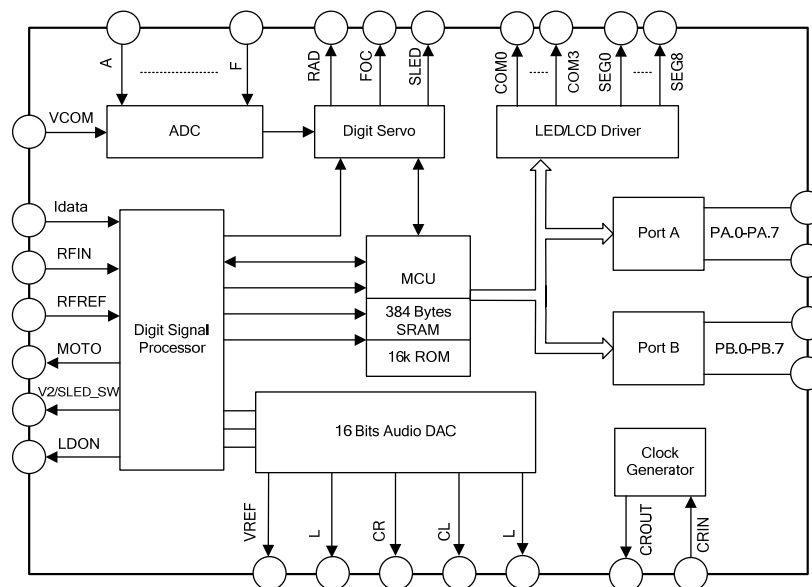 A
F
RAD
FOC
SLED
COM0
COM3
SEG0
SEG8
VCOM
ADC
Digit Servo
LED/LCD Driver
Idata
RFIN
RFREF
MOTO
V2/SLED_SW
LDON
Digit Signal
Processor
MCU
384 Bytes
SRAM
16k ROM
Port A
PA.0-PA.7
Port B
PB.0-PB.7
16 Bits Audio DAC
Clock
Generator
VREF
L
CR
CL
L
CROUT
CRIN